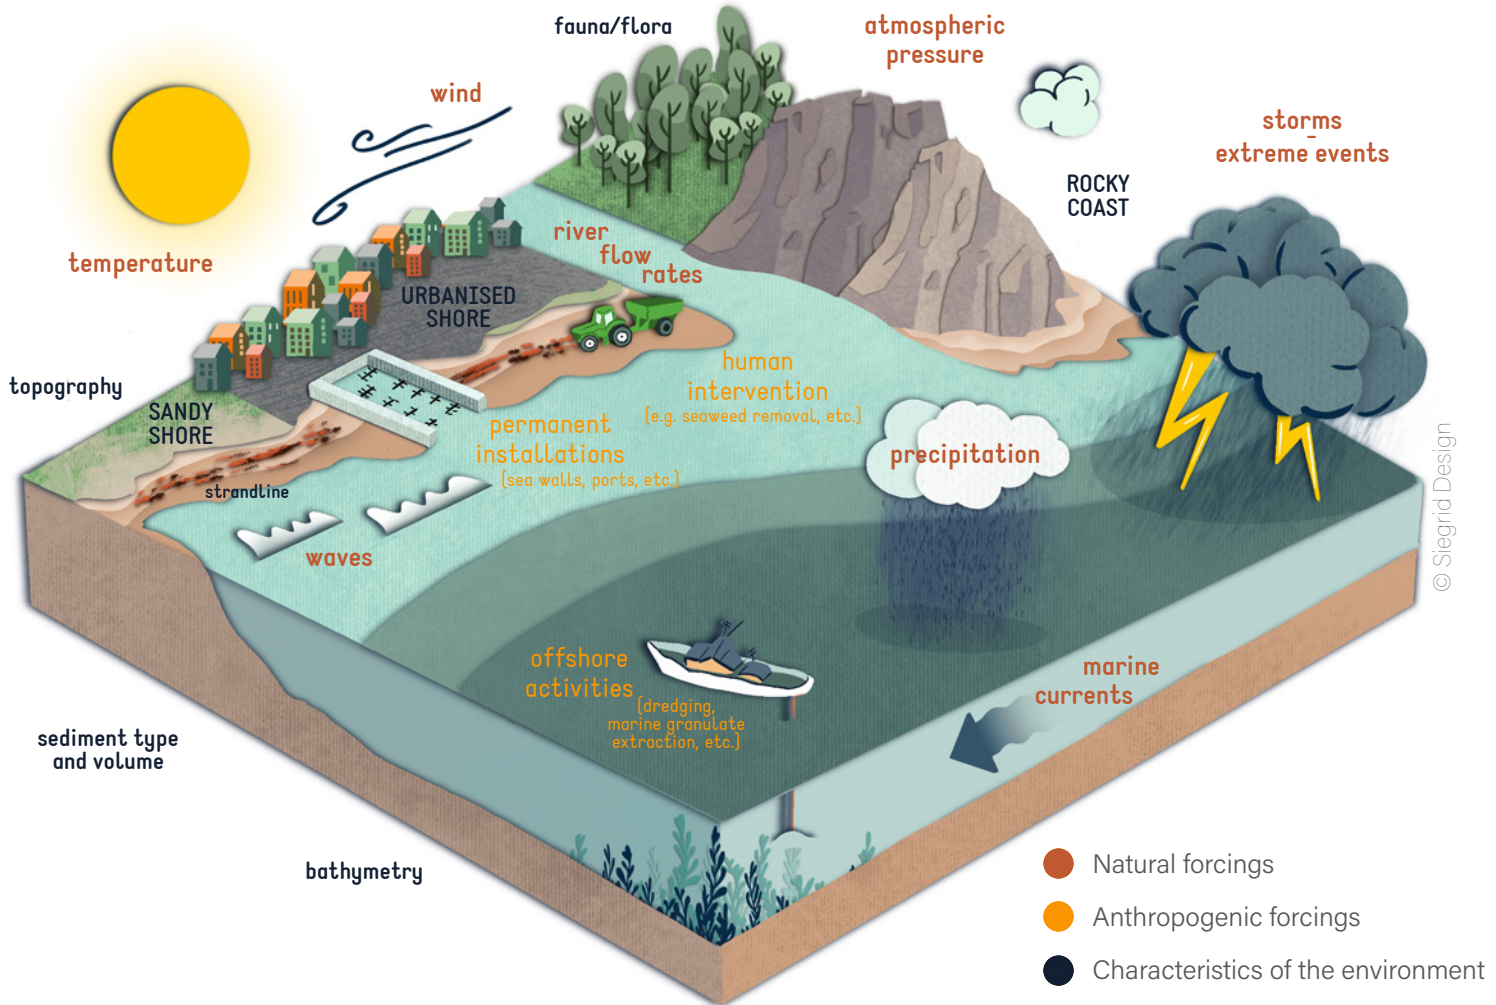 fauna/flora
atmospheric
pressure
wind
storms
-
extreme events
ROCKY
COAST
temperature
river
flow
rates
URBANISED
SHORE
topography
SANDY
SHORE
human
intervention
(e.g. seaweed removal, etc.)
permanent
installations
(sea walls, ports, etc.)
precipitation
strandline
waves
© Siegrid Design
offshore
activities
(dredging,
marine granulate
extraction, etc.)
marine
currents
sediment type
and volume
bathymetry
Natural forcings
Anthropogenic forcings
Characteristics of the environment